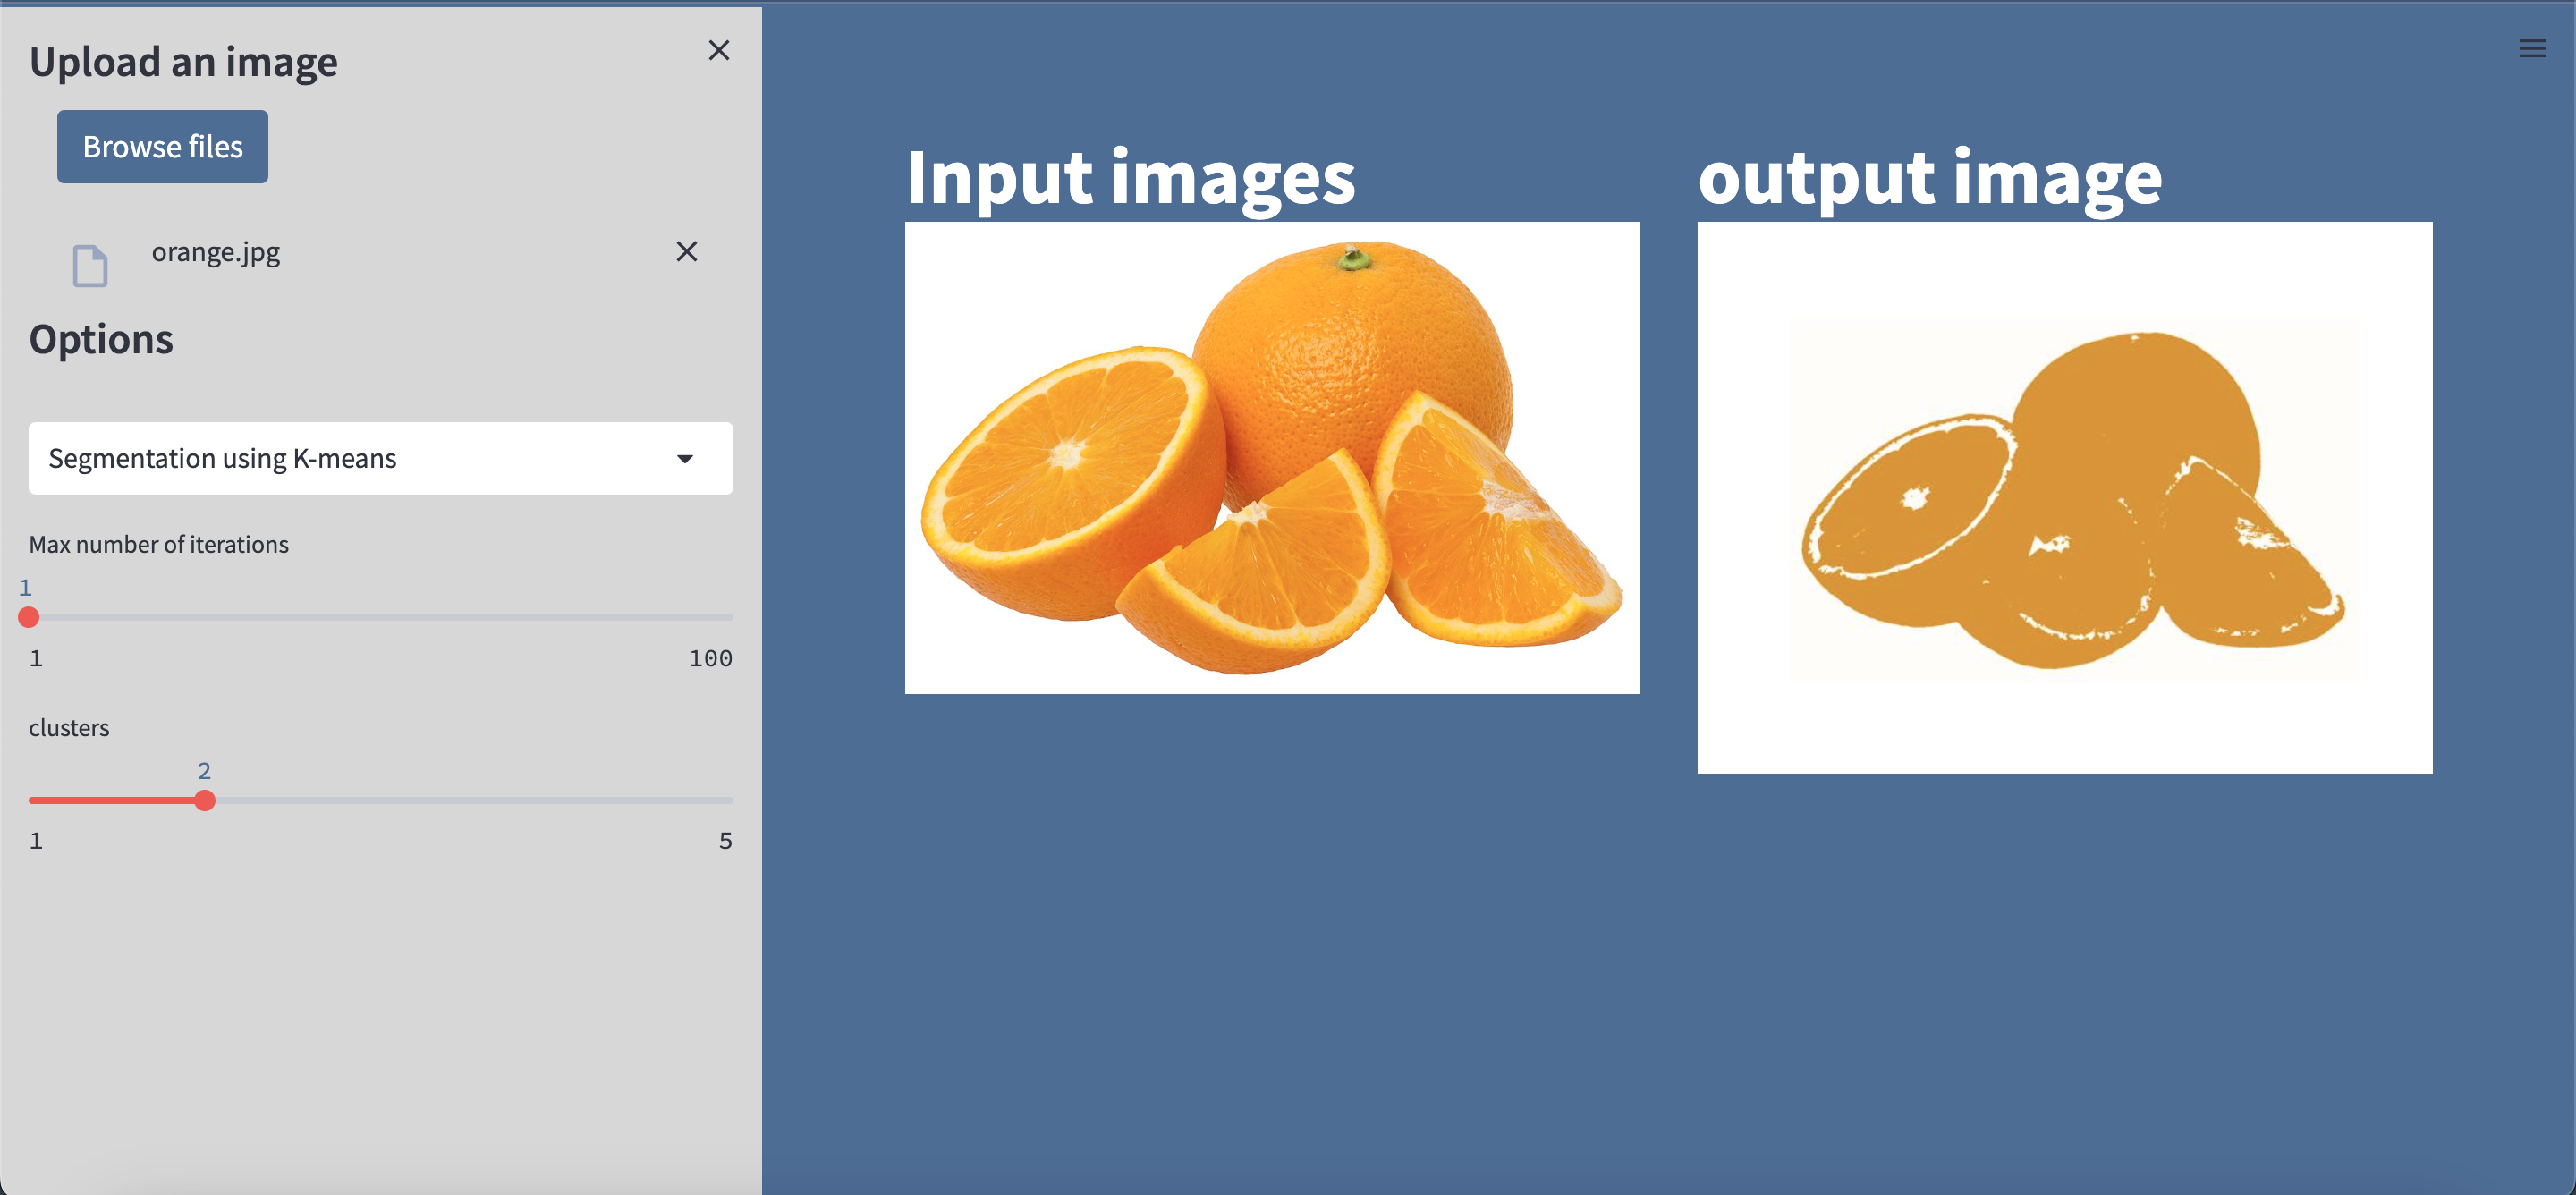 Upload an image
Browse files
orange.jpg
Options
Segmentation using K-means
Max number of iterations
1
1 100
clusters
2
1 5
Input images
output image